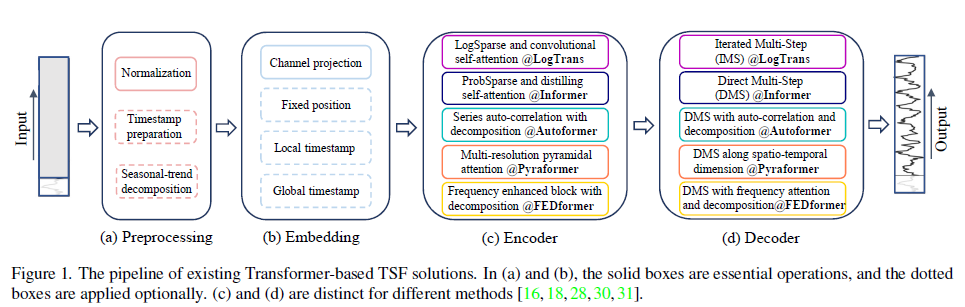 Input
Normalization
Timestamp
preparation
Seasonal-trend
decomposition
(a) Preprocessing
Channel projection
Fixed position
Local timestamp
Global timestamp
(b) Embedding
LogSparse and convolutional
self-attention @LogTrans
ProbSparse and distilling
self-attention @Informer
Series auto-correlation with
decomposition @Autoformer
Multi-resolution pyramidal
attention @Pyraformer
Frequency enhanced block with
decomposition @FEDformer
(c) Encoder
Iterated Multi-Step
(IMS) @LogTrans
Direct Multi-Step
(DMS) @Informer
DMS with auto-correlation and
decomposition @Autoformer
DMS along spatio-temporal
dimension @Pyraformer
DMS with frequency attention
and decomposition@FEDformer
(d) Decoder
Output
Figure 1. The pipeline of existing Transformer-based TSF solutions. In (a) and (b), the solid boxes are essential operations, and the dotted
boxes are applied optionally. (c) and (d) are distinct for different methods [16, 18, 28, 30, 31].